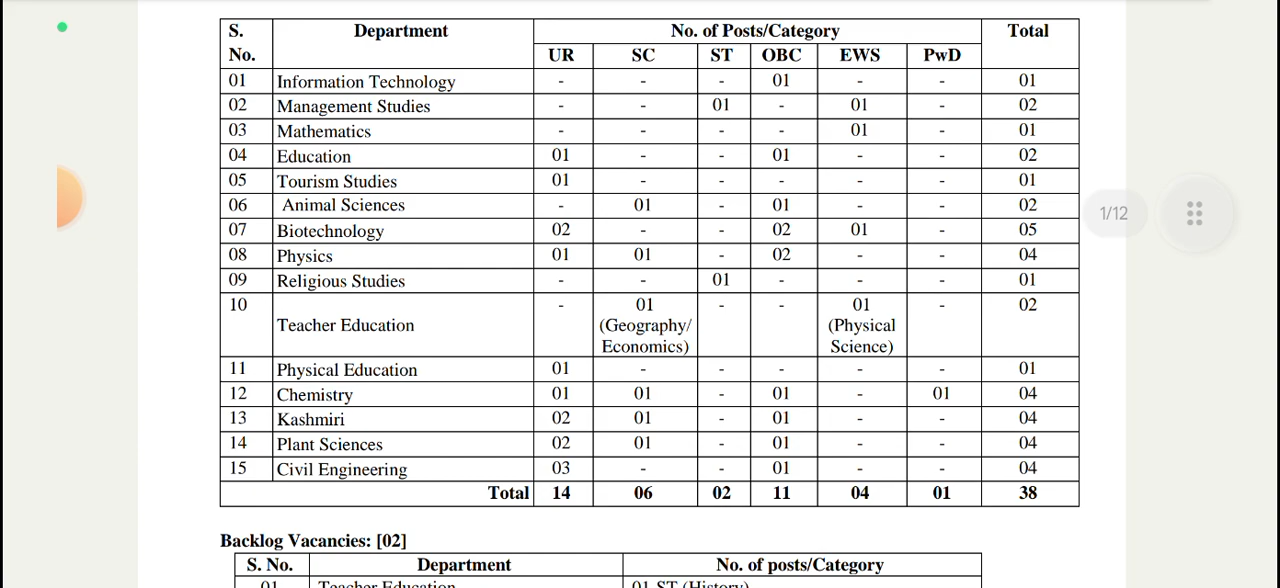 S. No. Department No. of Posts/Category Total
UR SC ST OBC EWS PwD
01 Information Technology - - - 01 - - 01
02 Management Studies - - 01 - 01 - 02
03 Mathematics - - - - 01 - 01
04 Education 01 - - 01 - - 02
05 Tourism Studies 01 - - - - - 01
06 Animal Sciences - 01 - 01 - - 02
07 Biotechnology 02 - - 02 01 - 05
08 Physics 01 01 - 02 - - 04
09 Religious Studies - - 01 - - - 01
10 Teacher Education - 01 (Geography/ Economics) - - 01 (Physical Science) - 02
11 Physical Education 01 - - - - - 01
12 Chemistry 01 01 - 01 - 01 04
13 Kashmiri 02 01 - 01 - - 04
14 Plant Sciences 02 01 - 01 - - 04
15 Civil Engineering 03 - - 01 - - 04
Total 14 06 02 11 04 01 38
1/12
Backlog Vacancies: [02]
S. No. Department No. of posts/Category
01 Teacher Education 01 ST (History)